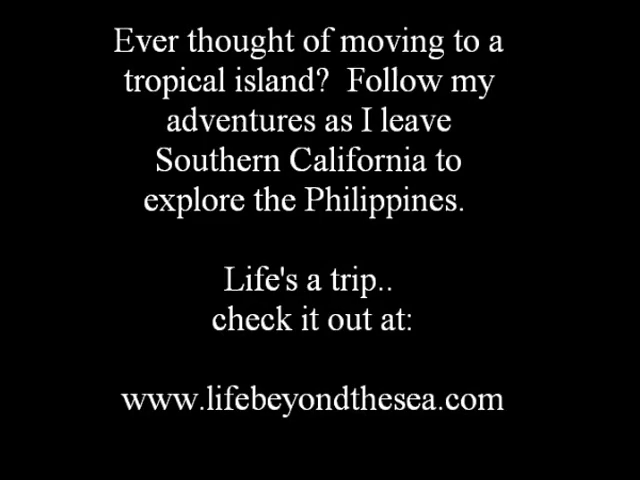 Ever thought of moving to a
tropical island?  Follow my
adventures as I leave
Southern California to
explore the Philippines.
Life's a trip..
check it out at:
www.lifebeyondthesea.com